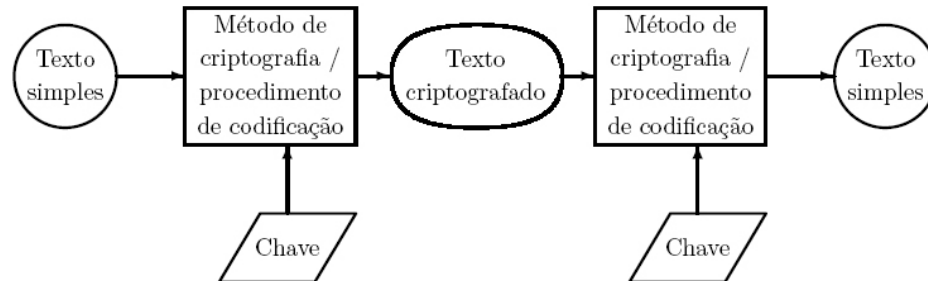 Texto
simples
Método de
criptografia /
procedimento
de codificação
Texto
criptografado
Método de
criptografia /
procedimento
de codificação
Texto
simples
Chave
Chave